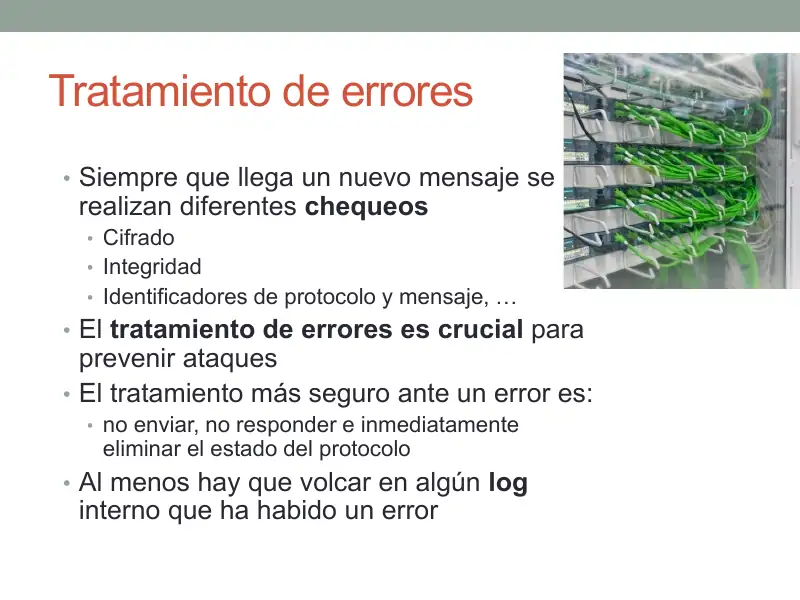 Tratamiento de errores
• Siempre que llega un nuevo mensaje se
realizan diferentes chequeos
• Cifrado
• Integridad
• Identificadores de protocolo y mensaje, …
• El tratamiento de errores es crucial para
prevenir ataques
• El tratamiento más seguro ante un error es:
• no enviar, no responder e inmediatamente
eliminar el estado del protocolo
• Al menos hay que volcar en algún log
interno que ha habido un error